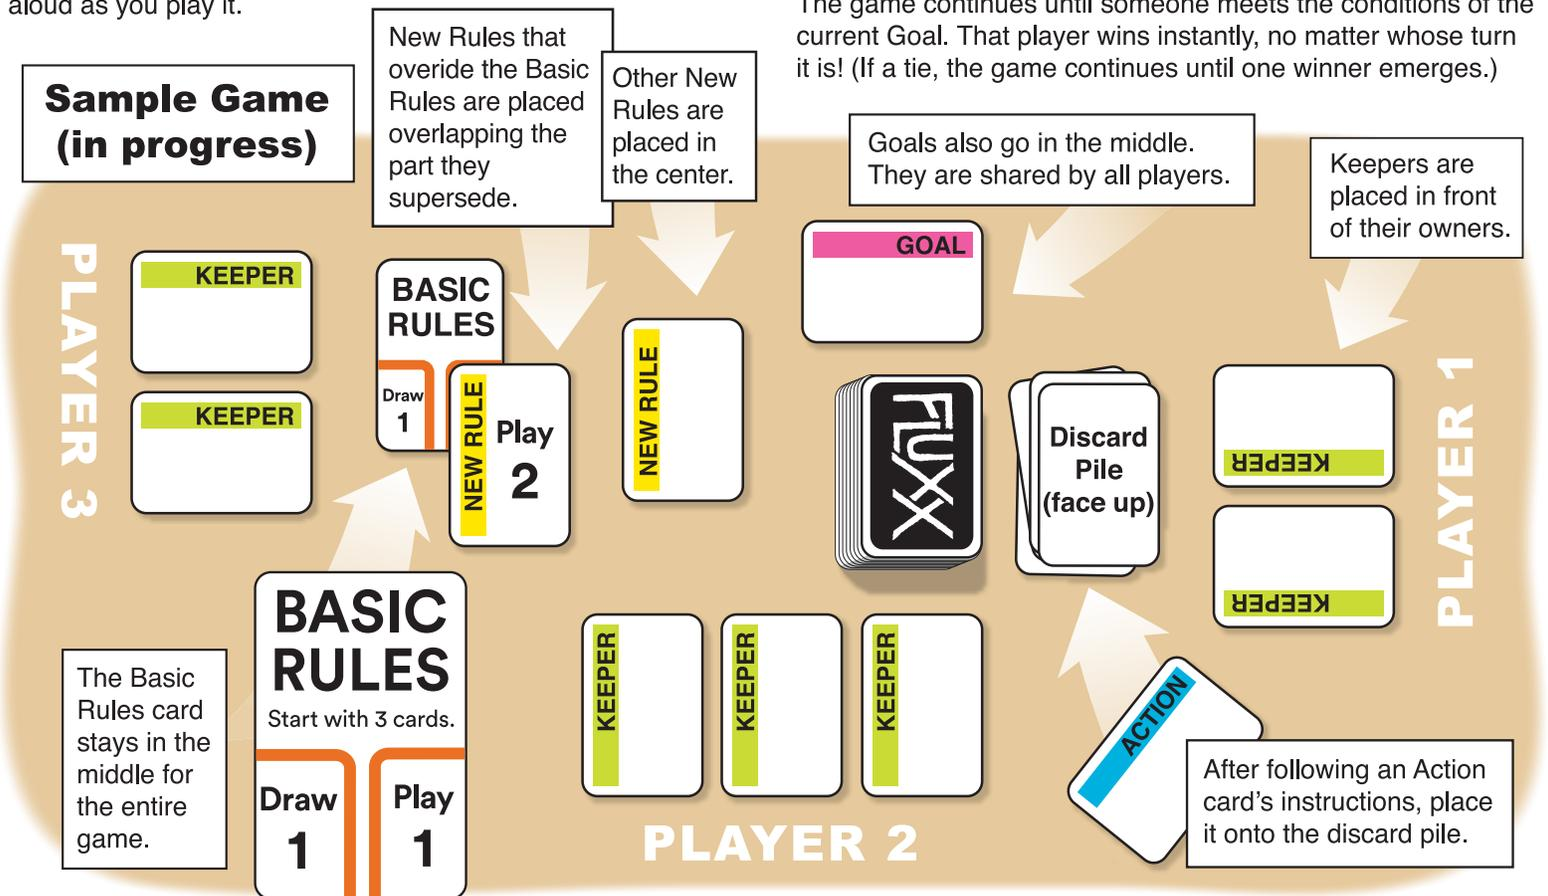 aloud as you play it.
The game continues until someone meets the conditions of the
current Goal. That player wins instantly, no matter whose turn
it is! (If a tie, the game continues until one winner emerges.)
Sample Game
(in progress)
New Rules that
overide the Basic
Rules are placed
overlapping the
part they
supersede.
Other New
Rules are
placed in
the center.
Goals also go in the middle.
They are shared by all players.
Keepers are
placed in front
of their owners.
PLAYER 3
KEEPER
KEEPER
BASIC
RULES
Draw
1
NEW RULE
Play
2
NEW RULE
GOAL
FLUXX
Discard
Pile
(face up)
KEEPER
KEEPER
PLAYER 1
The Basic
Rules card
stays in the
middle for
the entire
game.
BASIC
RULES
Start with 3 cards.
Draw
1
Play
1
KEEPER
KEEPER
KEEPER
PLAYER 2
ACTION
After following an Action
card's instructions, place
it onto the discard pile.